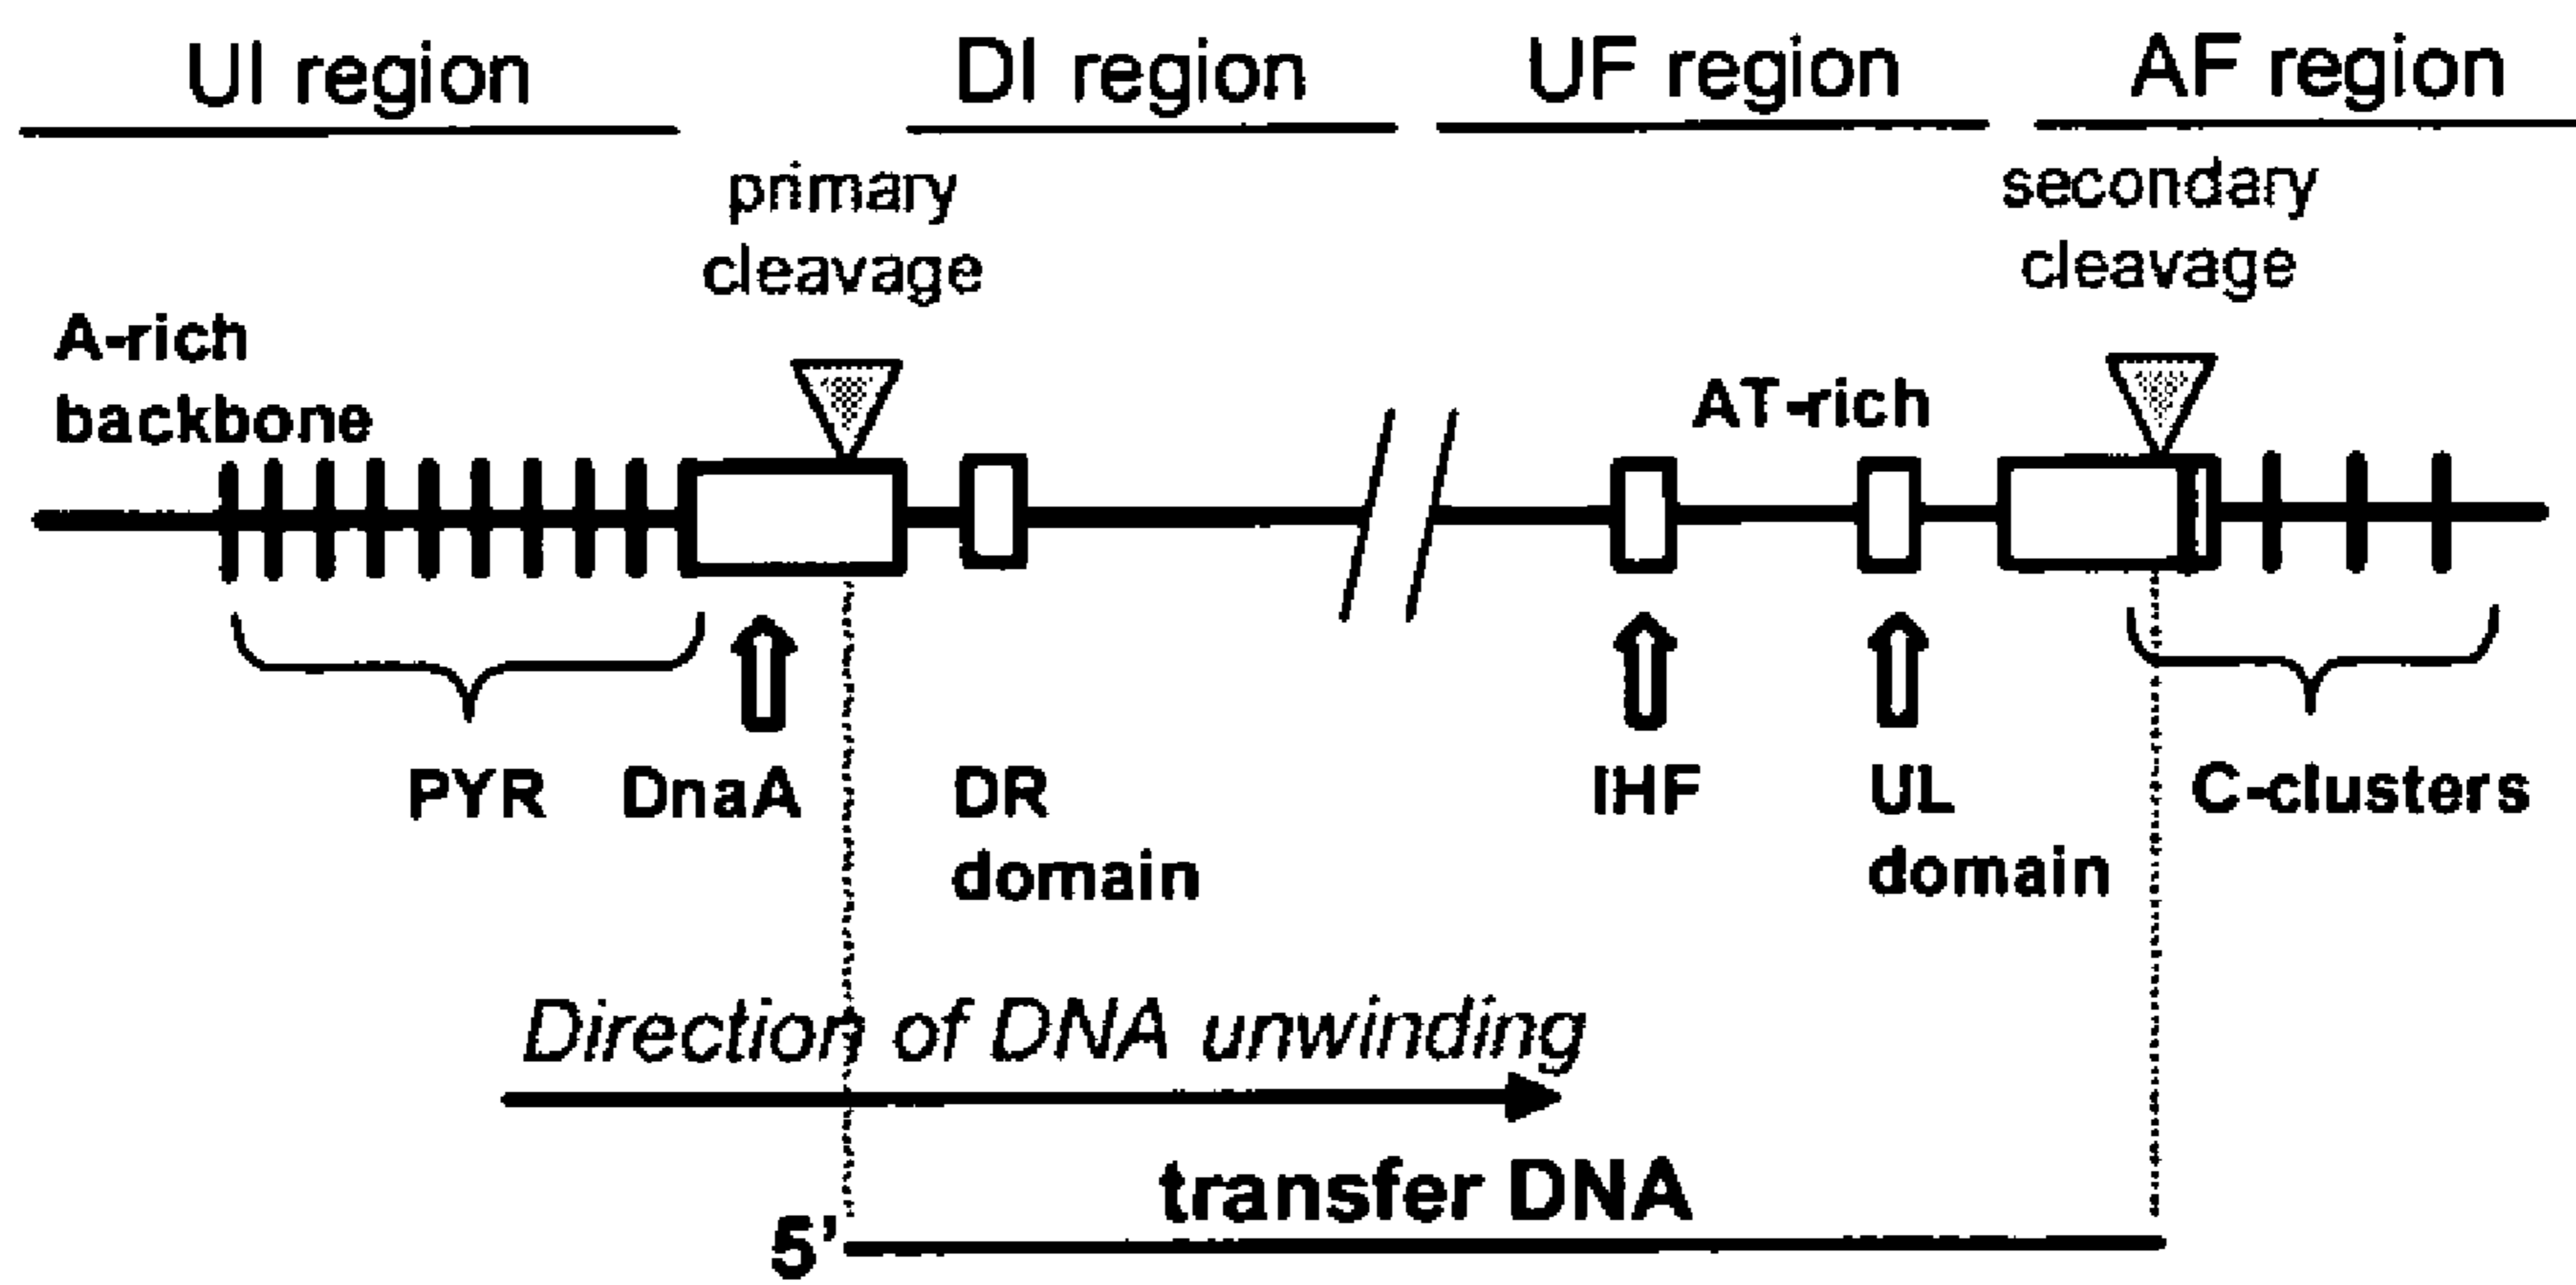 UI region
DI region
UF region
AF region
primary
cleavage
secondary
cleavage
A-rich
backbone
AT-rich
PYR
DnaA
DR
domain
IHF
UL
domain
C-clusters
Direction of DNA unwinding
transfer DNA
5'